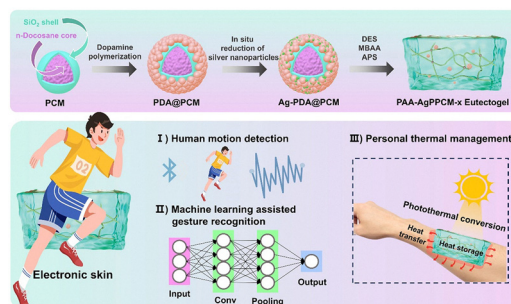 SiO₂ shell
n-Docosane core
PCM
Dopamine
polymerization
PDA@PCM
In situ
reduction of
silver nanoparticles
Ag-PDA@PCM
DES
MBAA
APS
PAA-AgPPCM-x Eutectogel
02
Electronic skin
I ) Human motion detection
II) Machine learning assisted
gesture recognition
Input
Conv
Pooling
Output
III) Personal thermal management
Photothermal conversion
Heat
transfer
Heat storage